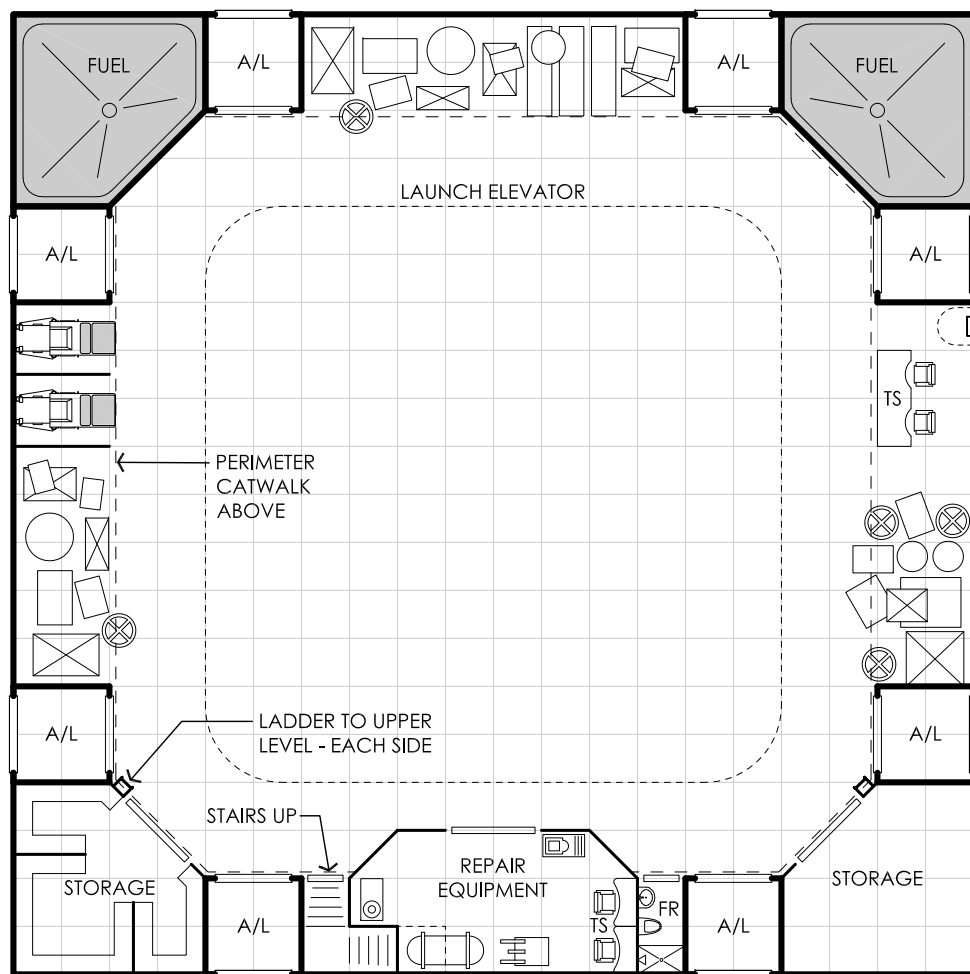 FUEL
A/L
A/L
FUEL
LAUNCH ELEVATOR
A/L
A/L
TS
PERIMETER
CATWALK
ABOVE
A/L
LADDER TO UPPER
LEVEL - EACH SIDE
A/L
STAIRS UP
REPAIR
EQUIPMENT
STORAGE
STORAGE
A/L
TS
FR
A/L